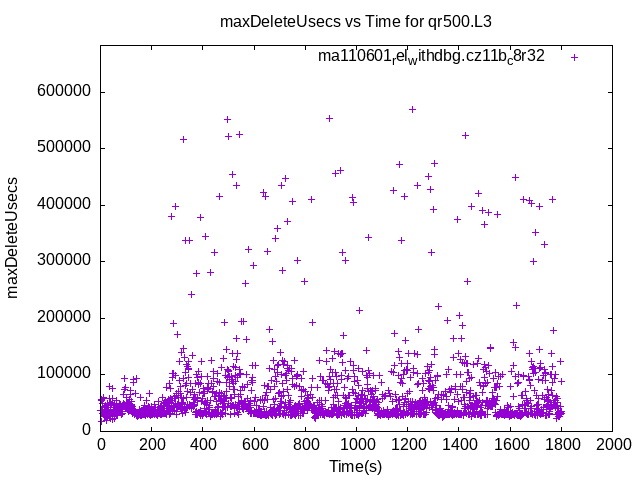 maxDeleteUsecs vs Time for qr500.L3
ma110601_rel_withdbg.cz11b_c8r32
600000
500000
400000
300000
200000
100000
0
maxDeleteUsecs
0 200 400 600 800 1000 1200 1400 1600 1800 2000
Time(s)